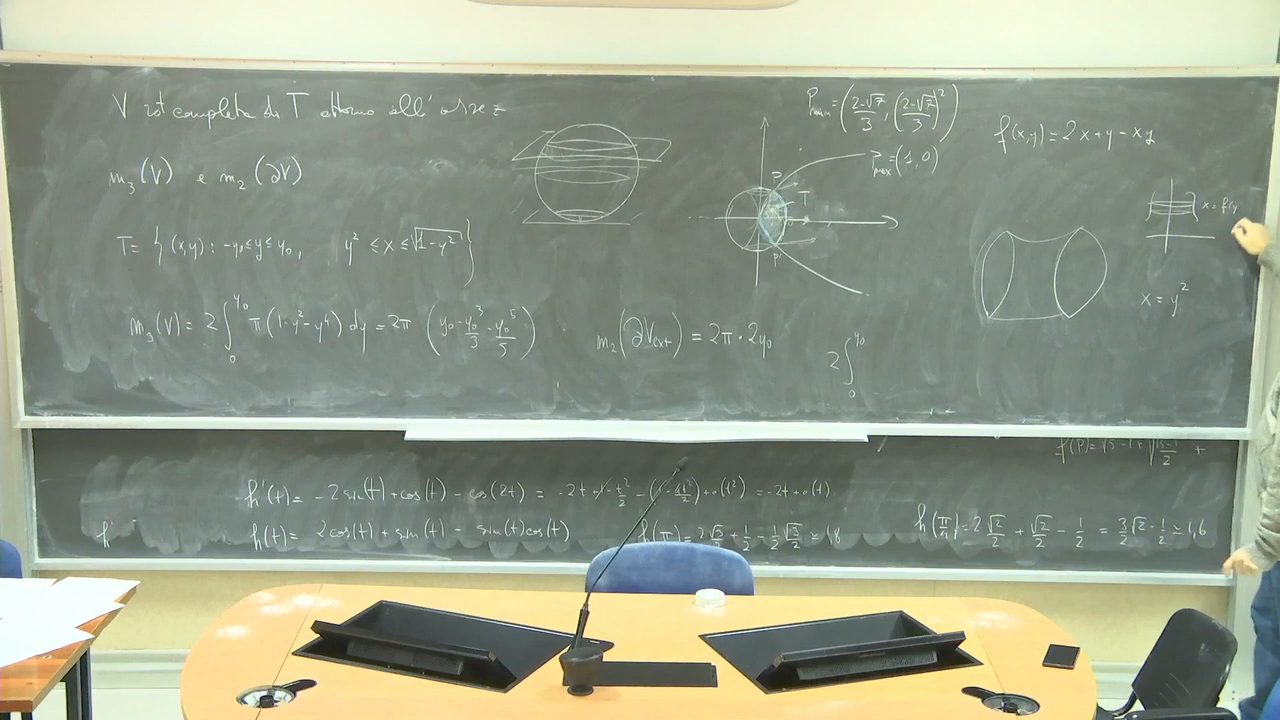 V rot completa di T attorno all'asse z
m₃(V) e m₂(∂V)
T = {(x,y): -y₀≤y≤y₀, y² ≤ x ≤ √(1-y²)}
m₃(V) = 2∫₀^y₀ π(1-y²-y⁴) dy = 2π (y₀ - y₀³/3 - y₀⁵/5)
P
T
P'
P_min = ((2-√7)/3, ((2-√7)/3)²)
P_max = (1,0)
m₂(∂V_ext) = 2π · 2y₀
2∫₀^y₀
f(x,y) = 2x+y-xy
x = f(y
x = y²
h'(t) = -2 sin(t) + cos(t) - cos(2t) =
= -2t + o(t)
h(t) = 2cos(t) + sin(t) - sin(t)cos(t)
h(π/4) = 2 √2/2 + √2/2 - 1/2 = 3/2 √2 - 1/2 ≃ 1,6